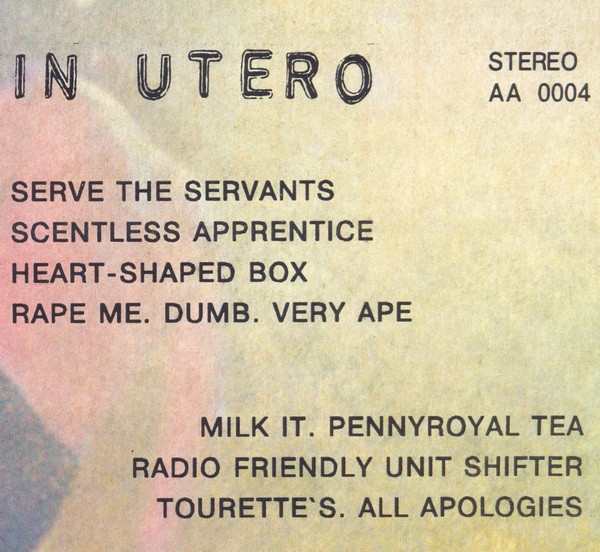 IN UTERO
STEREO
AA 0004
SERVE THE SERVANTS
SCENTLESS APPRENTICE
HEART-SHAPED BOX
RAPE ME. DUMB. VERY APE
MILK IT. PENNYROYAL TEA
RADIO FRIENDLY UNIT SHIFTER
TOURETTE`S. ALL APOLOGIES